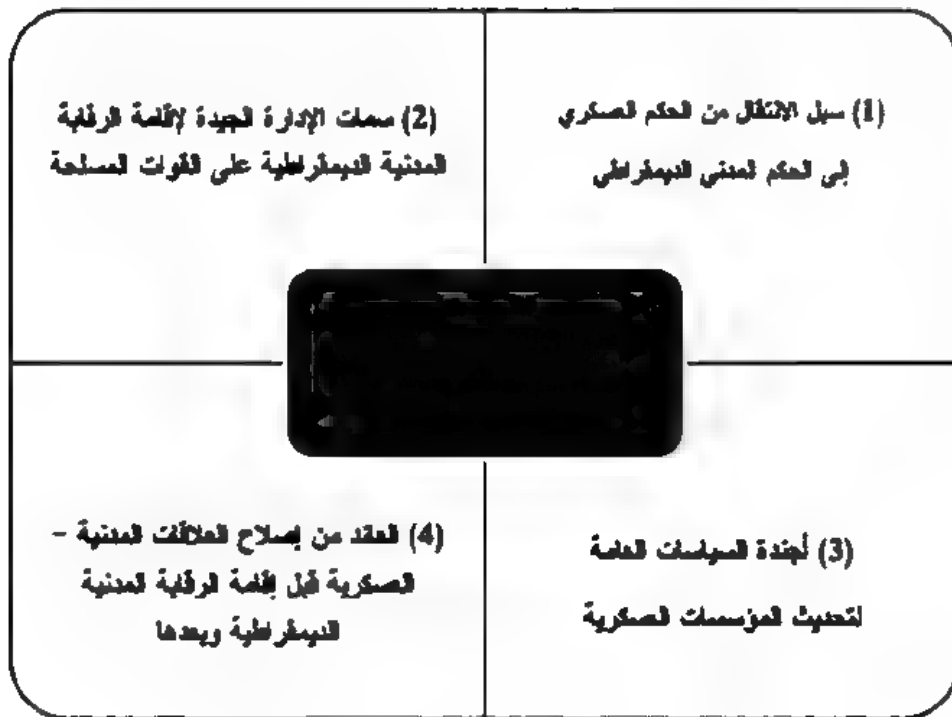 (1) سبل الانتقال من الحكم العسكري
إلى الحكم المدني الديمقراطي
(2) سمات الإدارة الجيدة لإقامة الرقابة
المدنية الديمقراطية على القوات المسلحة
(3) أجندة السياسات العامة
لتحديث المؤسسات العسكرية
(4) العائد من إصلاح العلاقات المدنية –
العسكرية قبل إقامة الرقابة المدنية
الديمقراطية وبعدها